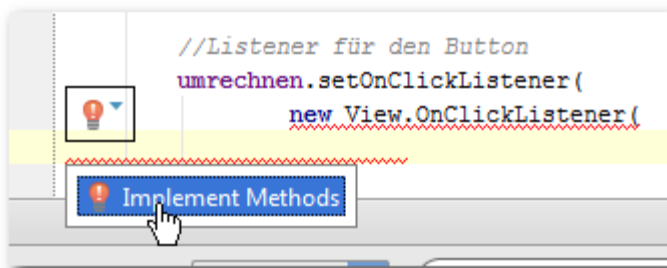 //Listener für den Button
umrechnen.setOnClickListener(
new View.OnClickListener(
Implement Methods